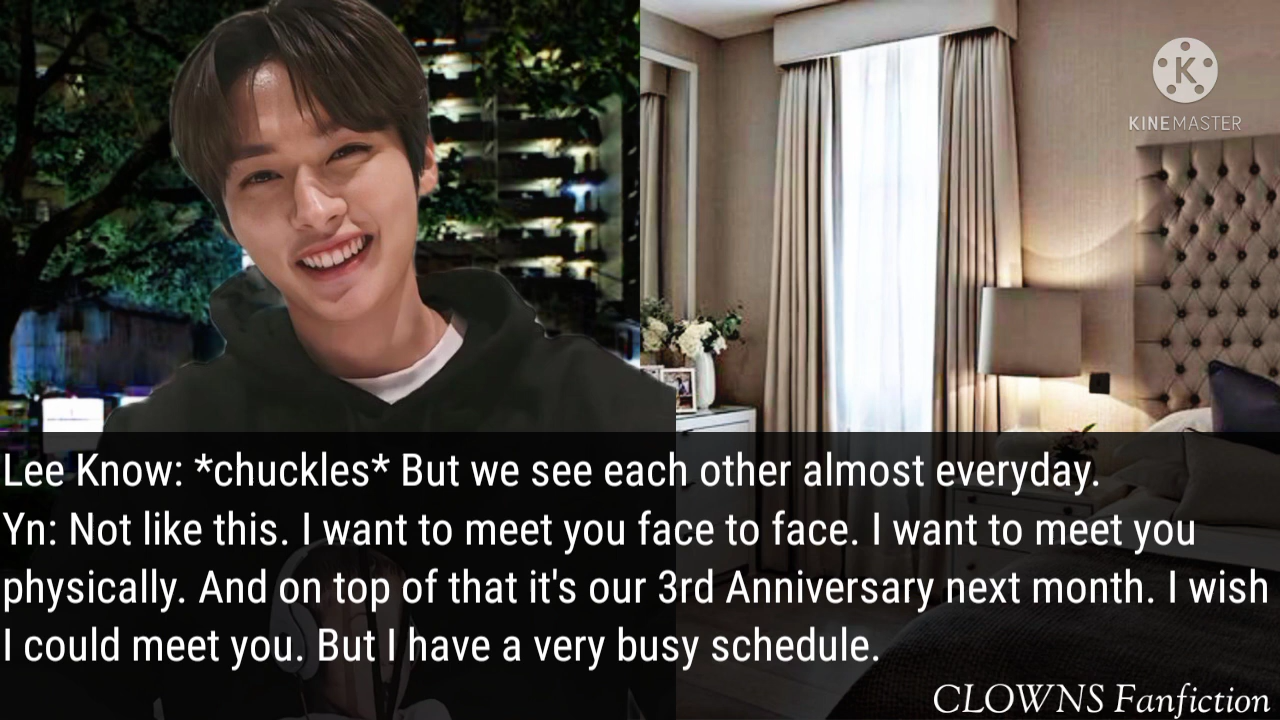 KINEMASTER
Lee Know: *chuckles* But we see each other almost everyday.
Yn: Not like this. I want to meet you face to face. I want to meet you
physically. And on top of that it's our 3rd Anniversary next month. I wish
I could meet you. But I have a very busy schedule.
CLOWNS Fanfiction